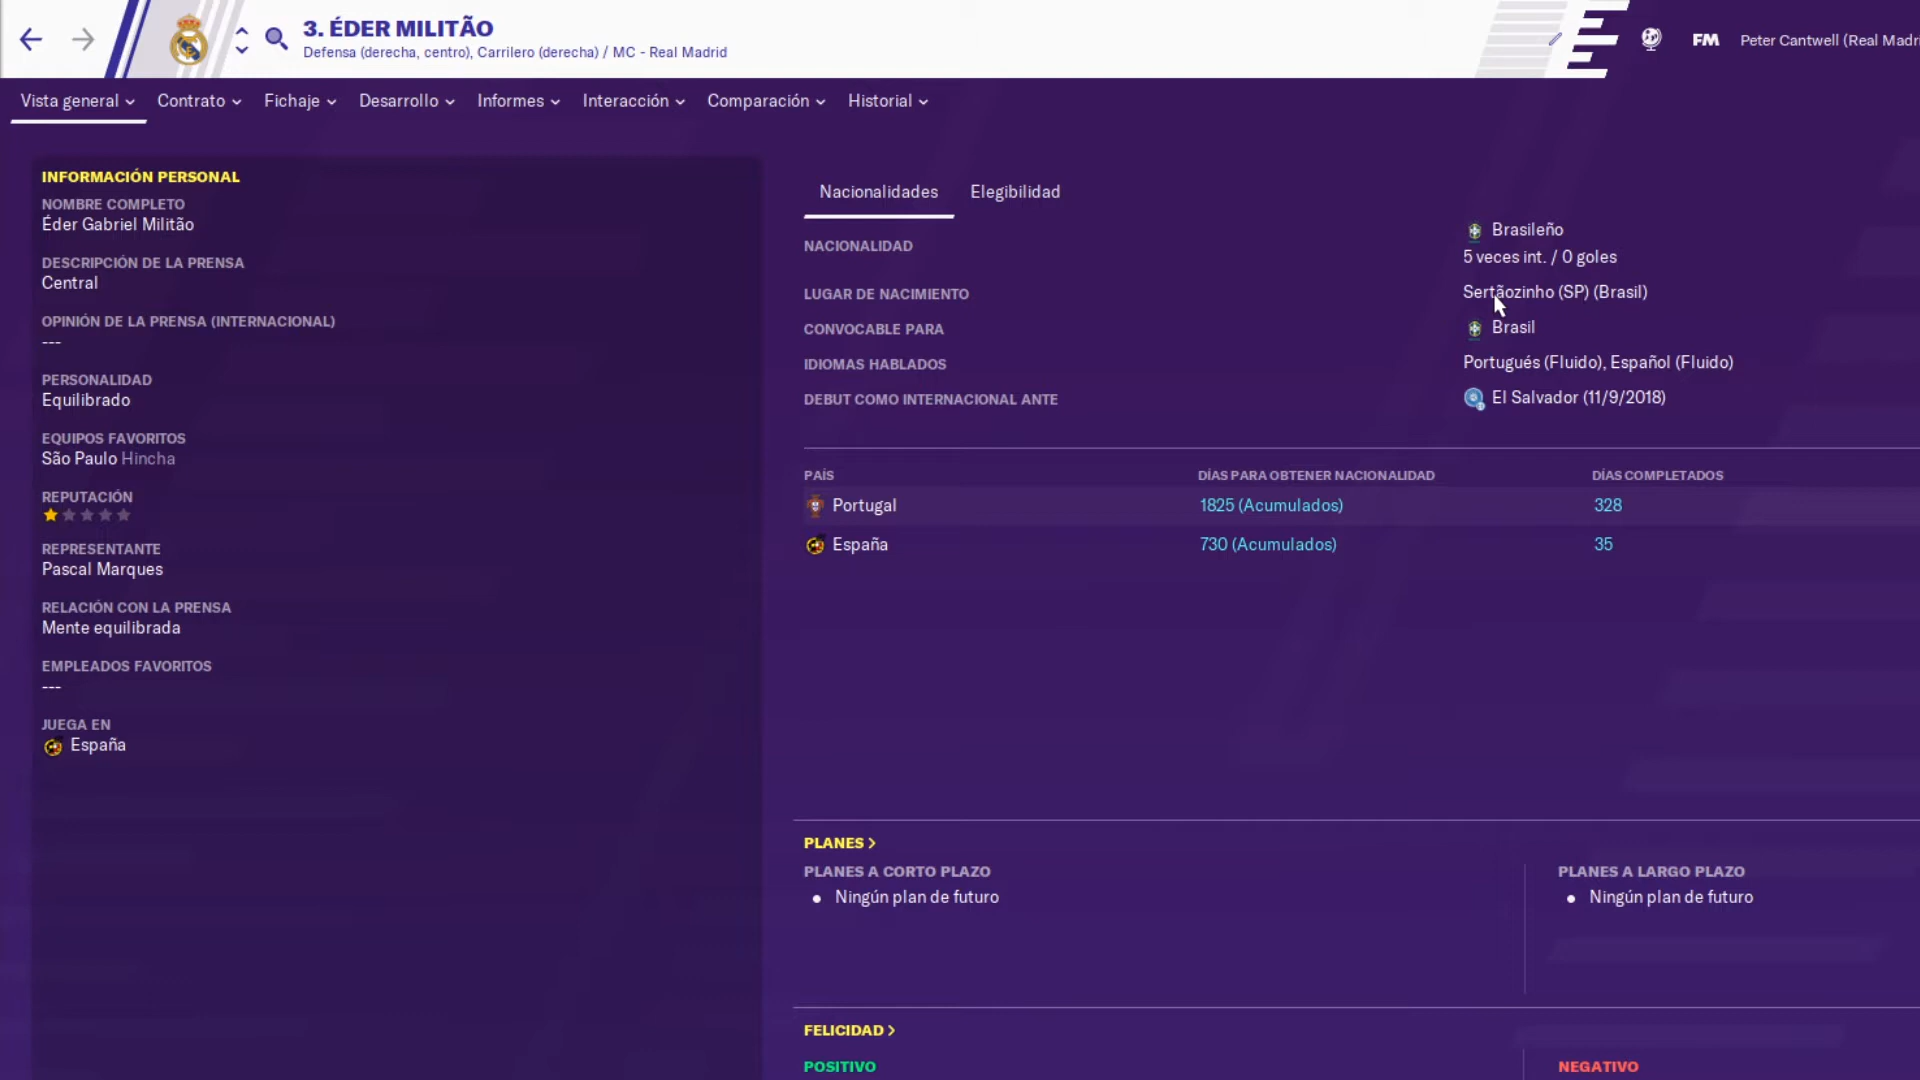 3. ÉDER MILITÃO
Defensa (derecha, centro), Carrilero (derecha) / MC - Real Madrid
FM
Peter Cantwell (Real Madri
Vista general
Contrato
Fichaje
Desarrollo
Informes
Interacción
Comparación
Historial
INFORMACIÓN PERSONAL
NOMBRE COMPLETO
Éder Gabriel Militão
DESCRIPCIÓN DE LA PRENSA
Central
OPINIÓN DE LA PRENSA (INTERNACIONAL)
---
PERSONALIDAD
Equilibrado
EQUIPOS FAVORITOS
São Paulo Hincha
REPUTACIÓN
REPRESENTANTE
Pascal Marques
RELACIÓN CON LA PRENSA
Mente equilibrada
EMPLEADOS FAVORITOS
---
JUEGA EN
España
Nacionalidades
Elegibilidad
NACIONALIDAD
Brasileño
5 veces int. / 0 goles
LUGAR DE NACIMIENTO
Sertãozinho (SP) (Brasil)
CONVOCABLE PARA
Brasil
IDIOMAS HABLADOS
Portugués (Fluido), Español (Fluido)
DEBUT COMO INTERNACIONAL ANTE
El Salvador (11/9/2018)
PAÍS DÍAS PARA OBTENER NACIONALIDAD DÍAS COMPLETADOS
Portugal 1825 (Acumulados) 328
España 730 (Acumulados) 35
PLANES >
PLANES A CORTO PLAZO
• Ningún plan de futuro
PLANES A LARGO PLAZO
• Ningún plan de futuro
FELICIDAD >
POSITIVO
NEGATIVO